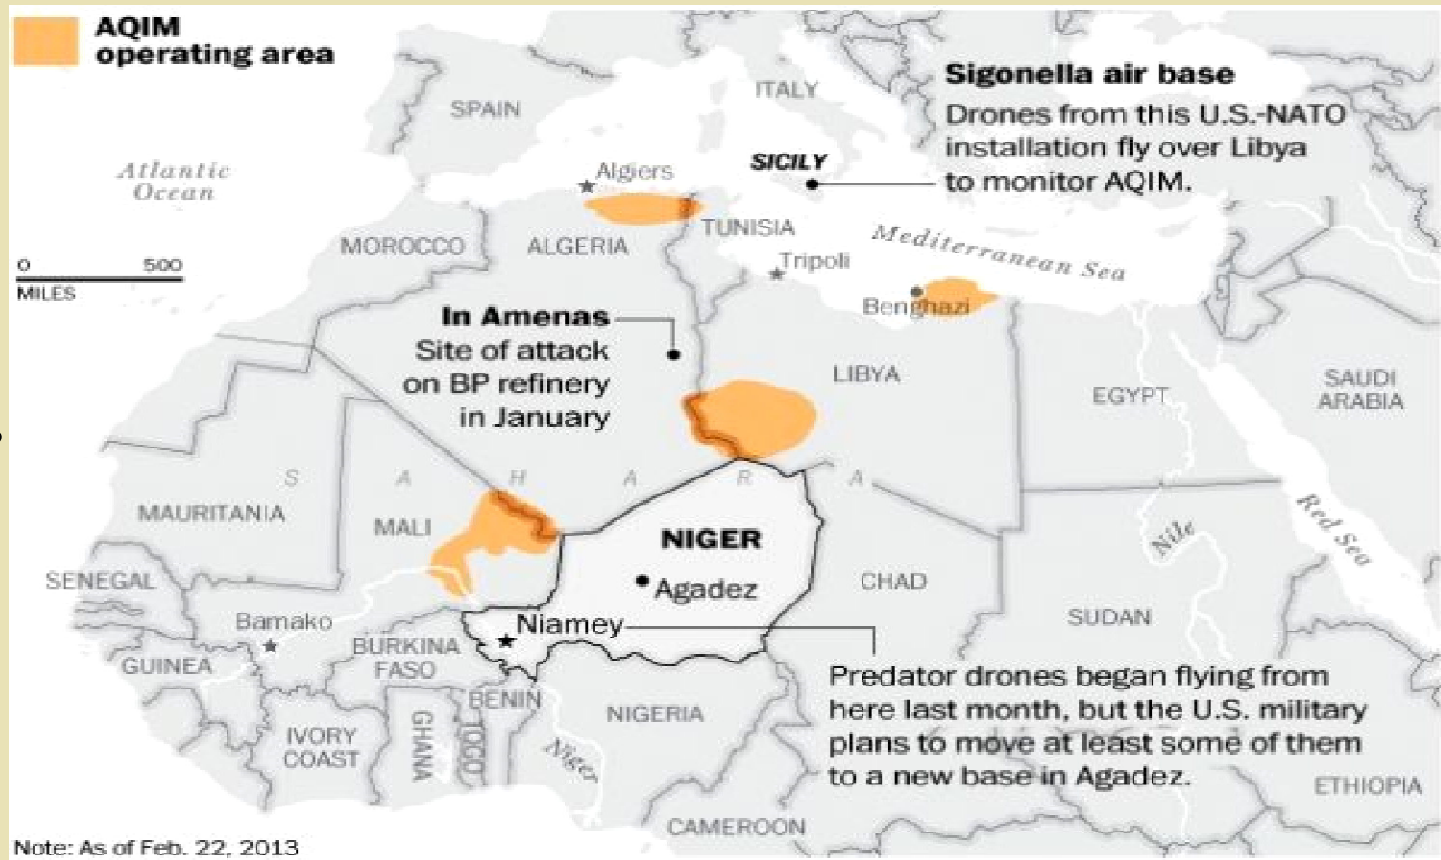 AQIM
operating area
SPAIN
ITALY
Sigonella air base
Drones from this U.S.-NATO
installation fly over Libya
to monitor AQIM.
SICILY
Atlantic
Ocean
Algiers
MOROCCO
ALGERIA
TUNISIA
Mediterranean Sea
Tripoli
0 500
MILES
Benghazi
In Amenas
Site of attack
on BP refinery
in January
LIBYA
EGYPT
SAUDI
ARABIA
S A H A R A
MAURITANIA
MALI
NIGER
Agadez
CHAD
Nile
Red Sea
SENEGAL
SUDAN
Bamako
Niamey
BURKINA
FASO
GUINEA
Predator drones began flying from
here last month, but the U.S. military
plans to move at least some of them
to a new base in Agadez.
BENIN
NIGERIA
IVORY
COAST
GHANA
TOGO
Niger
ETHIOPIA
CAMEROON
Note: As of Feb. 22, 2013